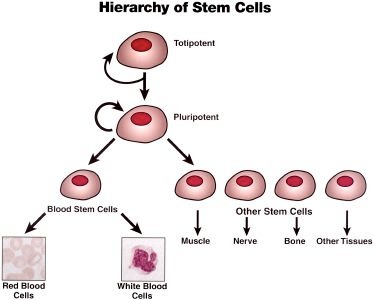 Hierarchy of Stem Cells
Totipotent
Pluripotent
Blood Stem Cells
Other Stem Cells
Muscle
Nerve
Bone
Other Tissues
Red Blood
Cells
White Blood
Cells